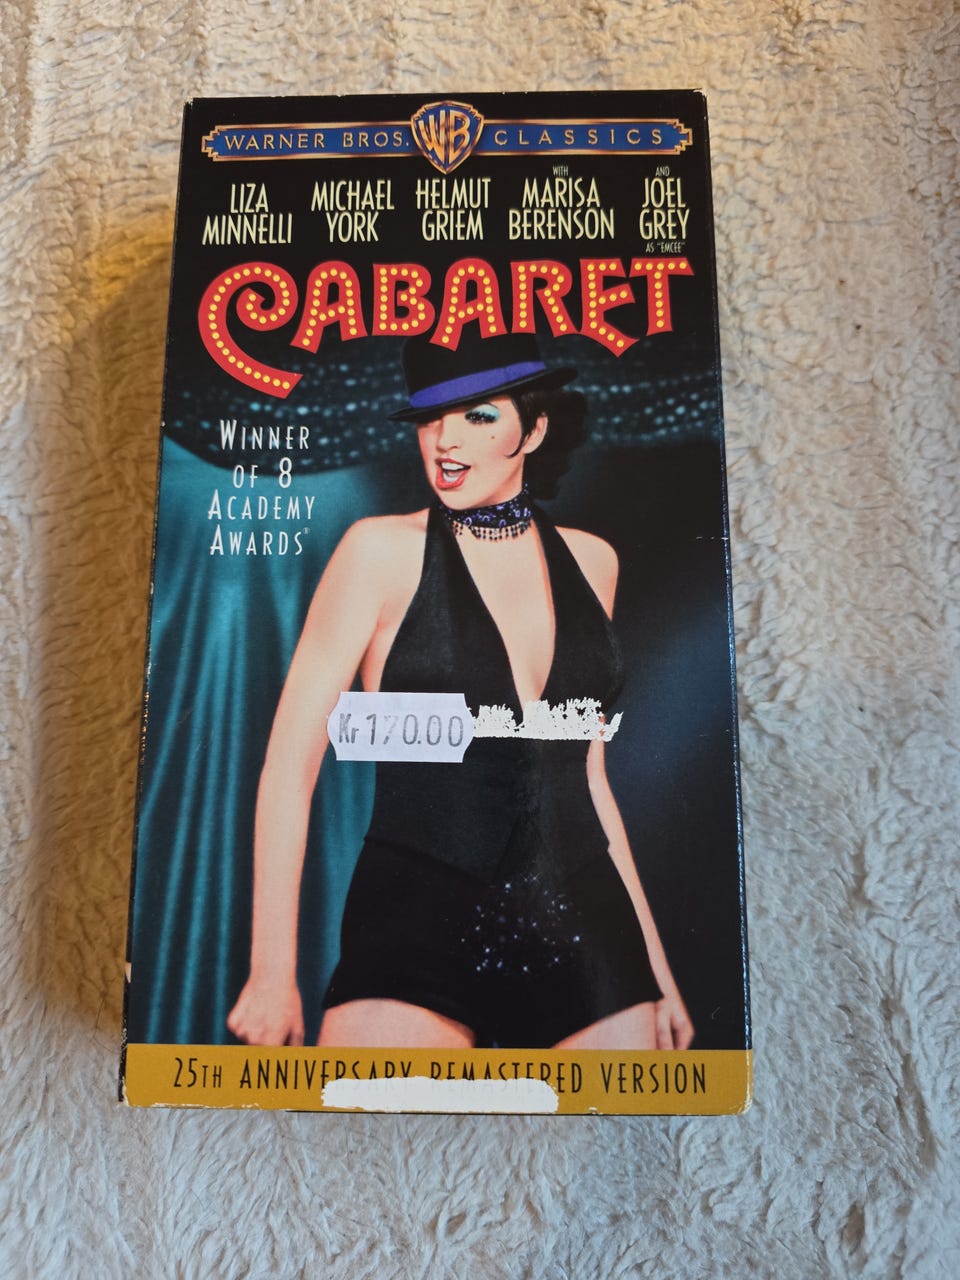 WARNER BROS. WB CLASSICS
LIZA MINNELLI
MICHAEL YORK
HELMUT GRIEM
WITH MARISA BERENSON
AND JOEL GREY
AS "EMCEE"
CABARET
WINNER
OF 8
ACADEMY
AWARDS®
Kr 170.00
25TH ANNIVERSARY REMASTERED VERSION